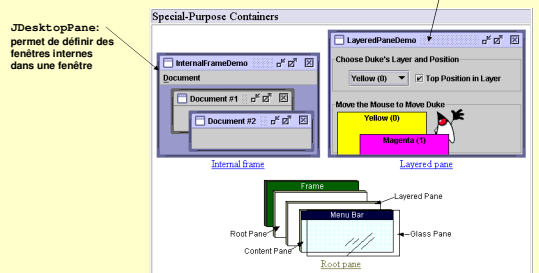 Special-Purpose Containers
JDesktopPane:
permet de définir des
fenêtres internes
dans une fenêtre
InternalFrameDemo
Document
Document #1
Document #2
Internal frame
LayeredPaneDemo
Choose Duke's Layer and Position
Yellow (0)
Top Position in Layer
Move the Mouse to Move Duke
Yellow (0)
Magenta (1)
Layered pane
Frame
Layered Pane
Menu Bar
Root Pane
Glass Pane
Content Pane
Root pane